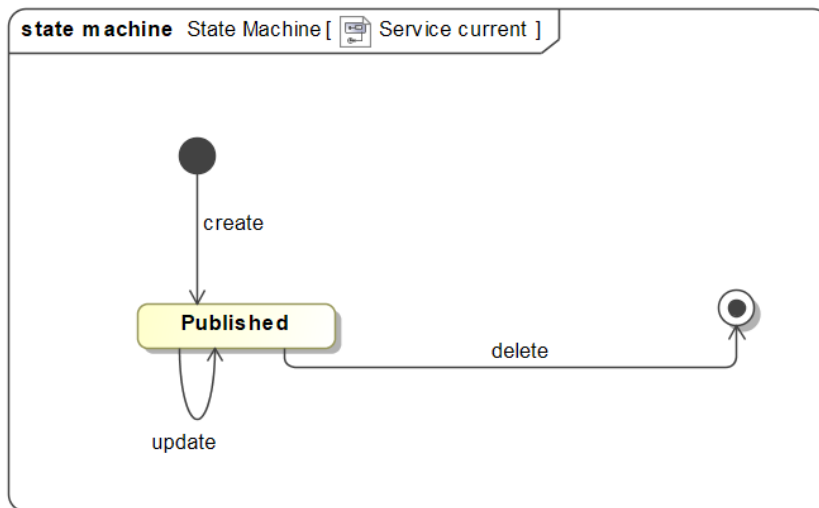 state machine State Machine [ Service current ]
create
Published
delete
update